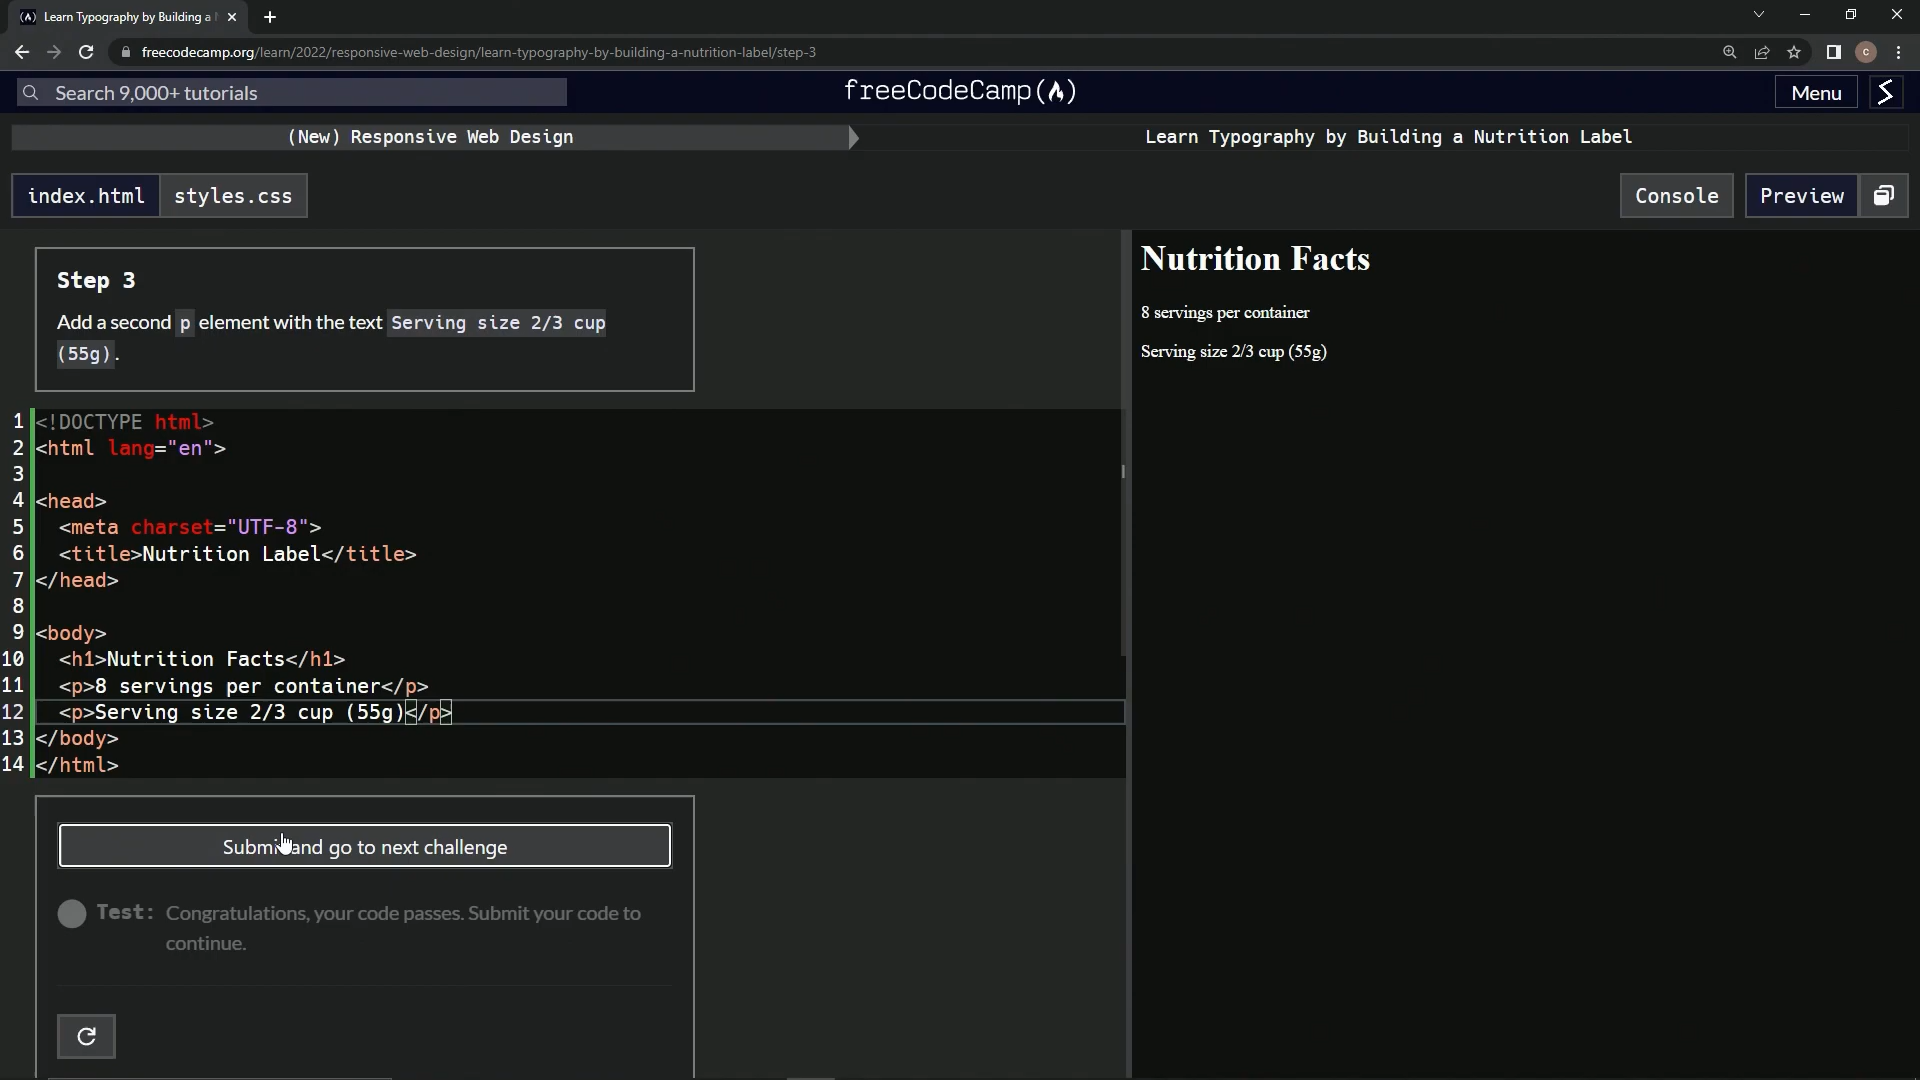 Learn Typography by Building a
freecodecamp.org/learn/2022/responsive-web-design/learn-typography-by-building-a-nutrition-label/step-3
c
Search 9,000+ tutorials
freeCodeCamp
Menu
(New) Responsive Web Design
Learn Typography by Building a Nutrition Label
index.html
styles.css
Console
Preview
Step 3
Add a second p element with the text Serving size 2/3 cup
(55g).
1 <!DOCTYPE html>
2 <html lang="en">
3
4 <head>
5 <meta charset="UTF-8">
6 <title>Nutrition Label</title>
7 </head>
8
9 <body>
10 <h1>Nutrition Facts</h1>
11 <p>8 servings per container</p>
12 <p>Serving size 2/3 cup (55g)</p>
13 </body>
14 </html>
Submit and go to next challenge
Test: Congratulations, your code passes. Submit your code to
continue.
Nutrition Facts
8 servings per container
Serving size 2/3 cup (55g)